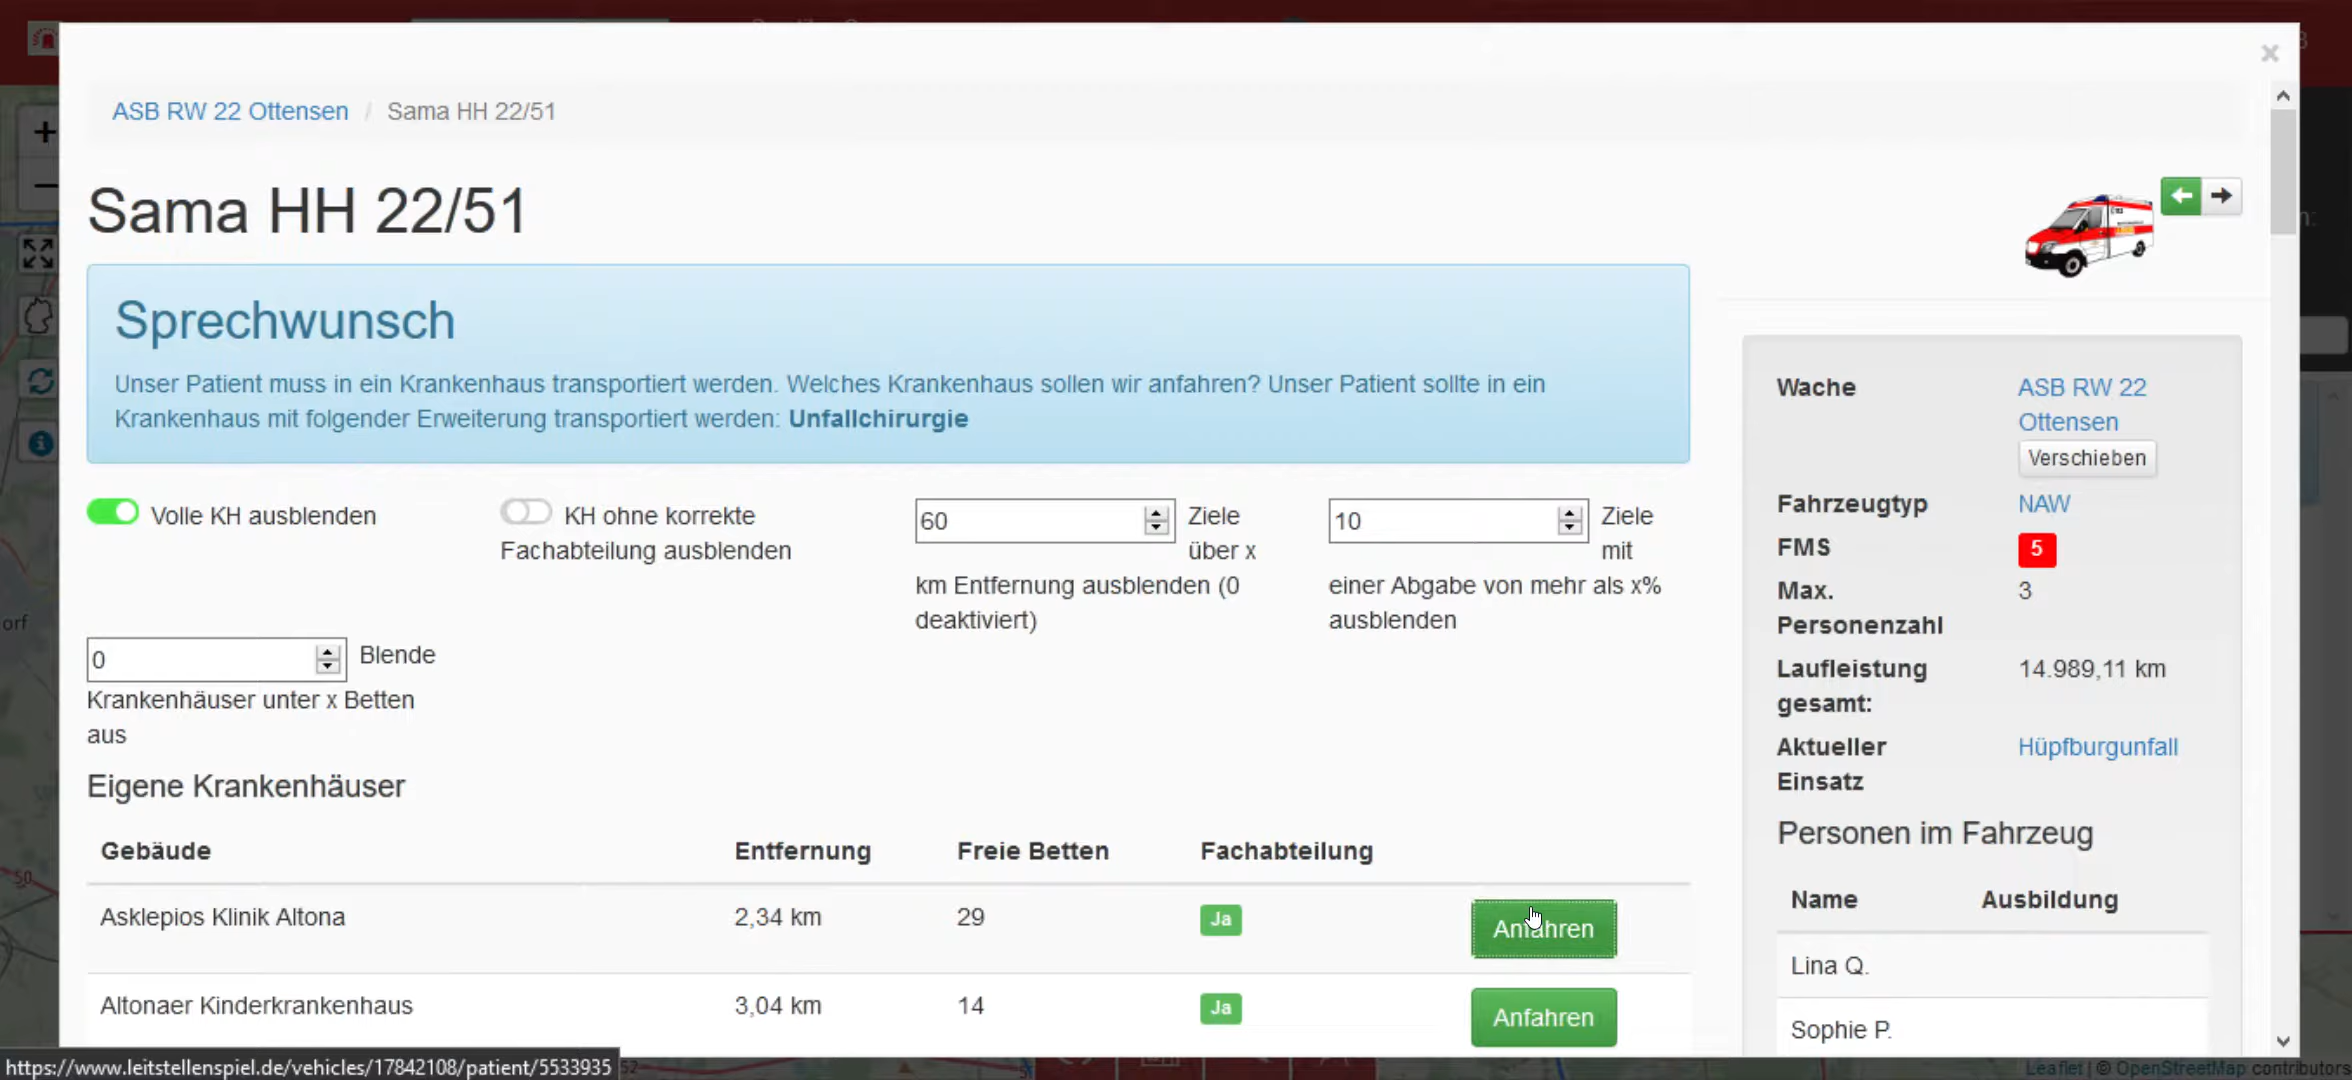 ASB RW 22 Ottensen / Sama HH 22/51
×
Sama HH 22/51
Sprechwunsch
Unser Patient muss in ein Krankenhaus transportiert werden. Welches Krankenhaus sollen wir anfahren? Unser Patient sollte in ein
Krankenhaus mit folgender Erweiterung transportiert werden: Unfallchirurgie
Volle KH ausblenden
KH ohne korrekte
Fachabteilung ausblenden
60 Ziele
über x
km Entfernung ausblenden (0
deaktiviert)
10 Ziele
mit
einer Abgabe von mehr als x%
ausblenden
0 Blende
Krankenhäuser unter x Betten
aus
Eigene Krankenhäuser
Gebäude Entfernung Freie Betten Fachabteilung
Asklepios Klinik Altona 2,34 km 29 Ja Anfahren
Altonaer Kinderkrankenhaus 3,04 km 14 Ja Anfahren
Wache ASB RW 22
Ottensen
Verschieben
Fahrzeugtyp NAW
FMS 5
Max. 3
Personenzahl
Laufleistung 14.989,11 km
gesamt:
Aktueller Hüpfburgunfall
Einsatz
Personen im Fahrzeug
Name Ausbildung
Lina Q.
Sophie P.
+
−
orf
50
https://www.leitstellenspiel.de/vehicles/17842108/patient/5533935
Leaflet | © OpenStreetMap contributors